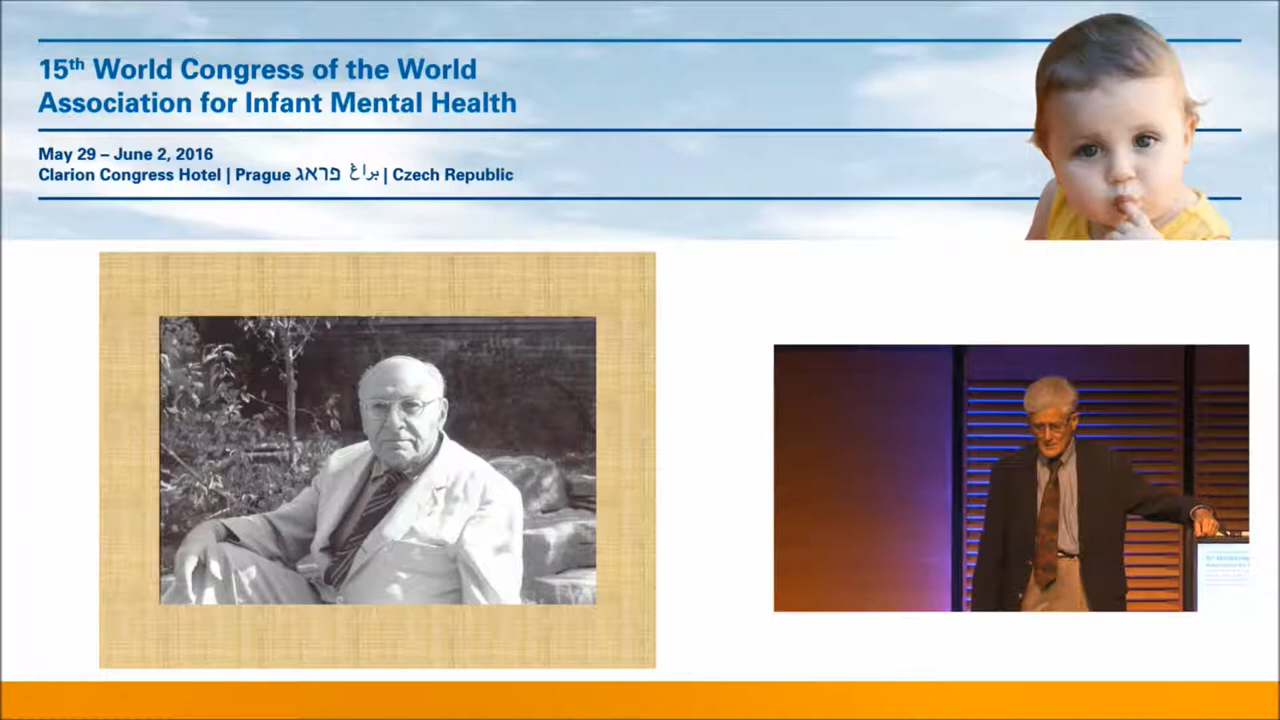 15th World Congress of the World
Association for Infant Mental Health
May 29 – June 2, 2016
Clarion Congress Hotel | Prague פראג براغ | Czech Republic